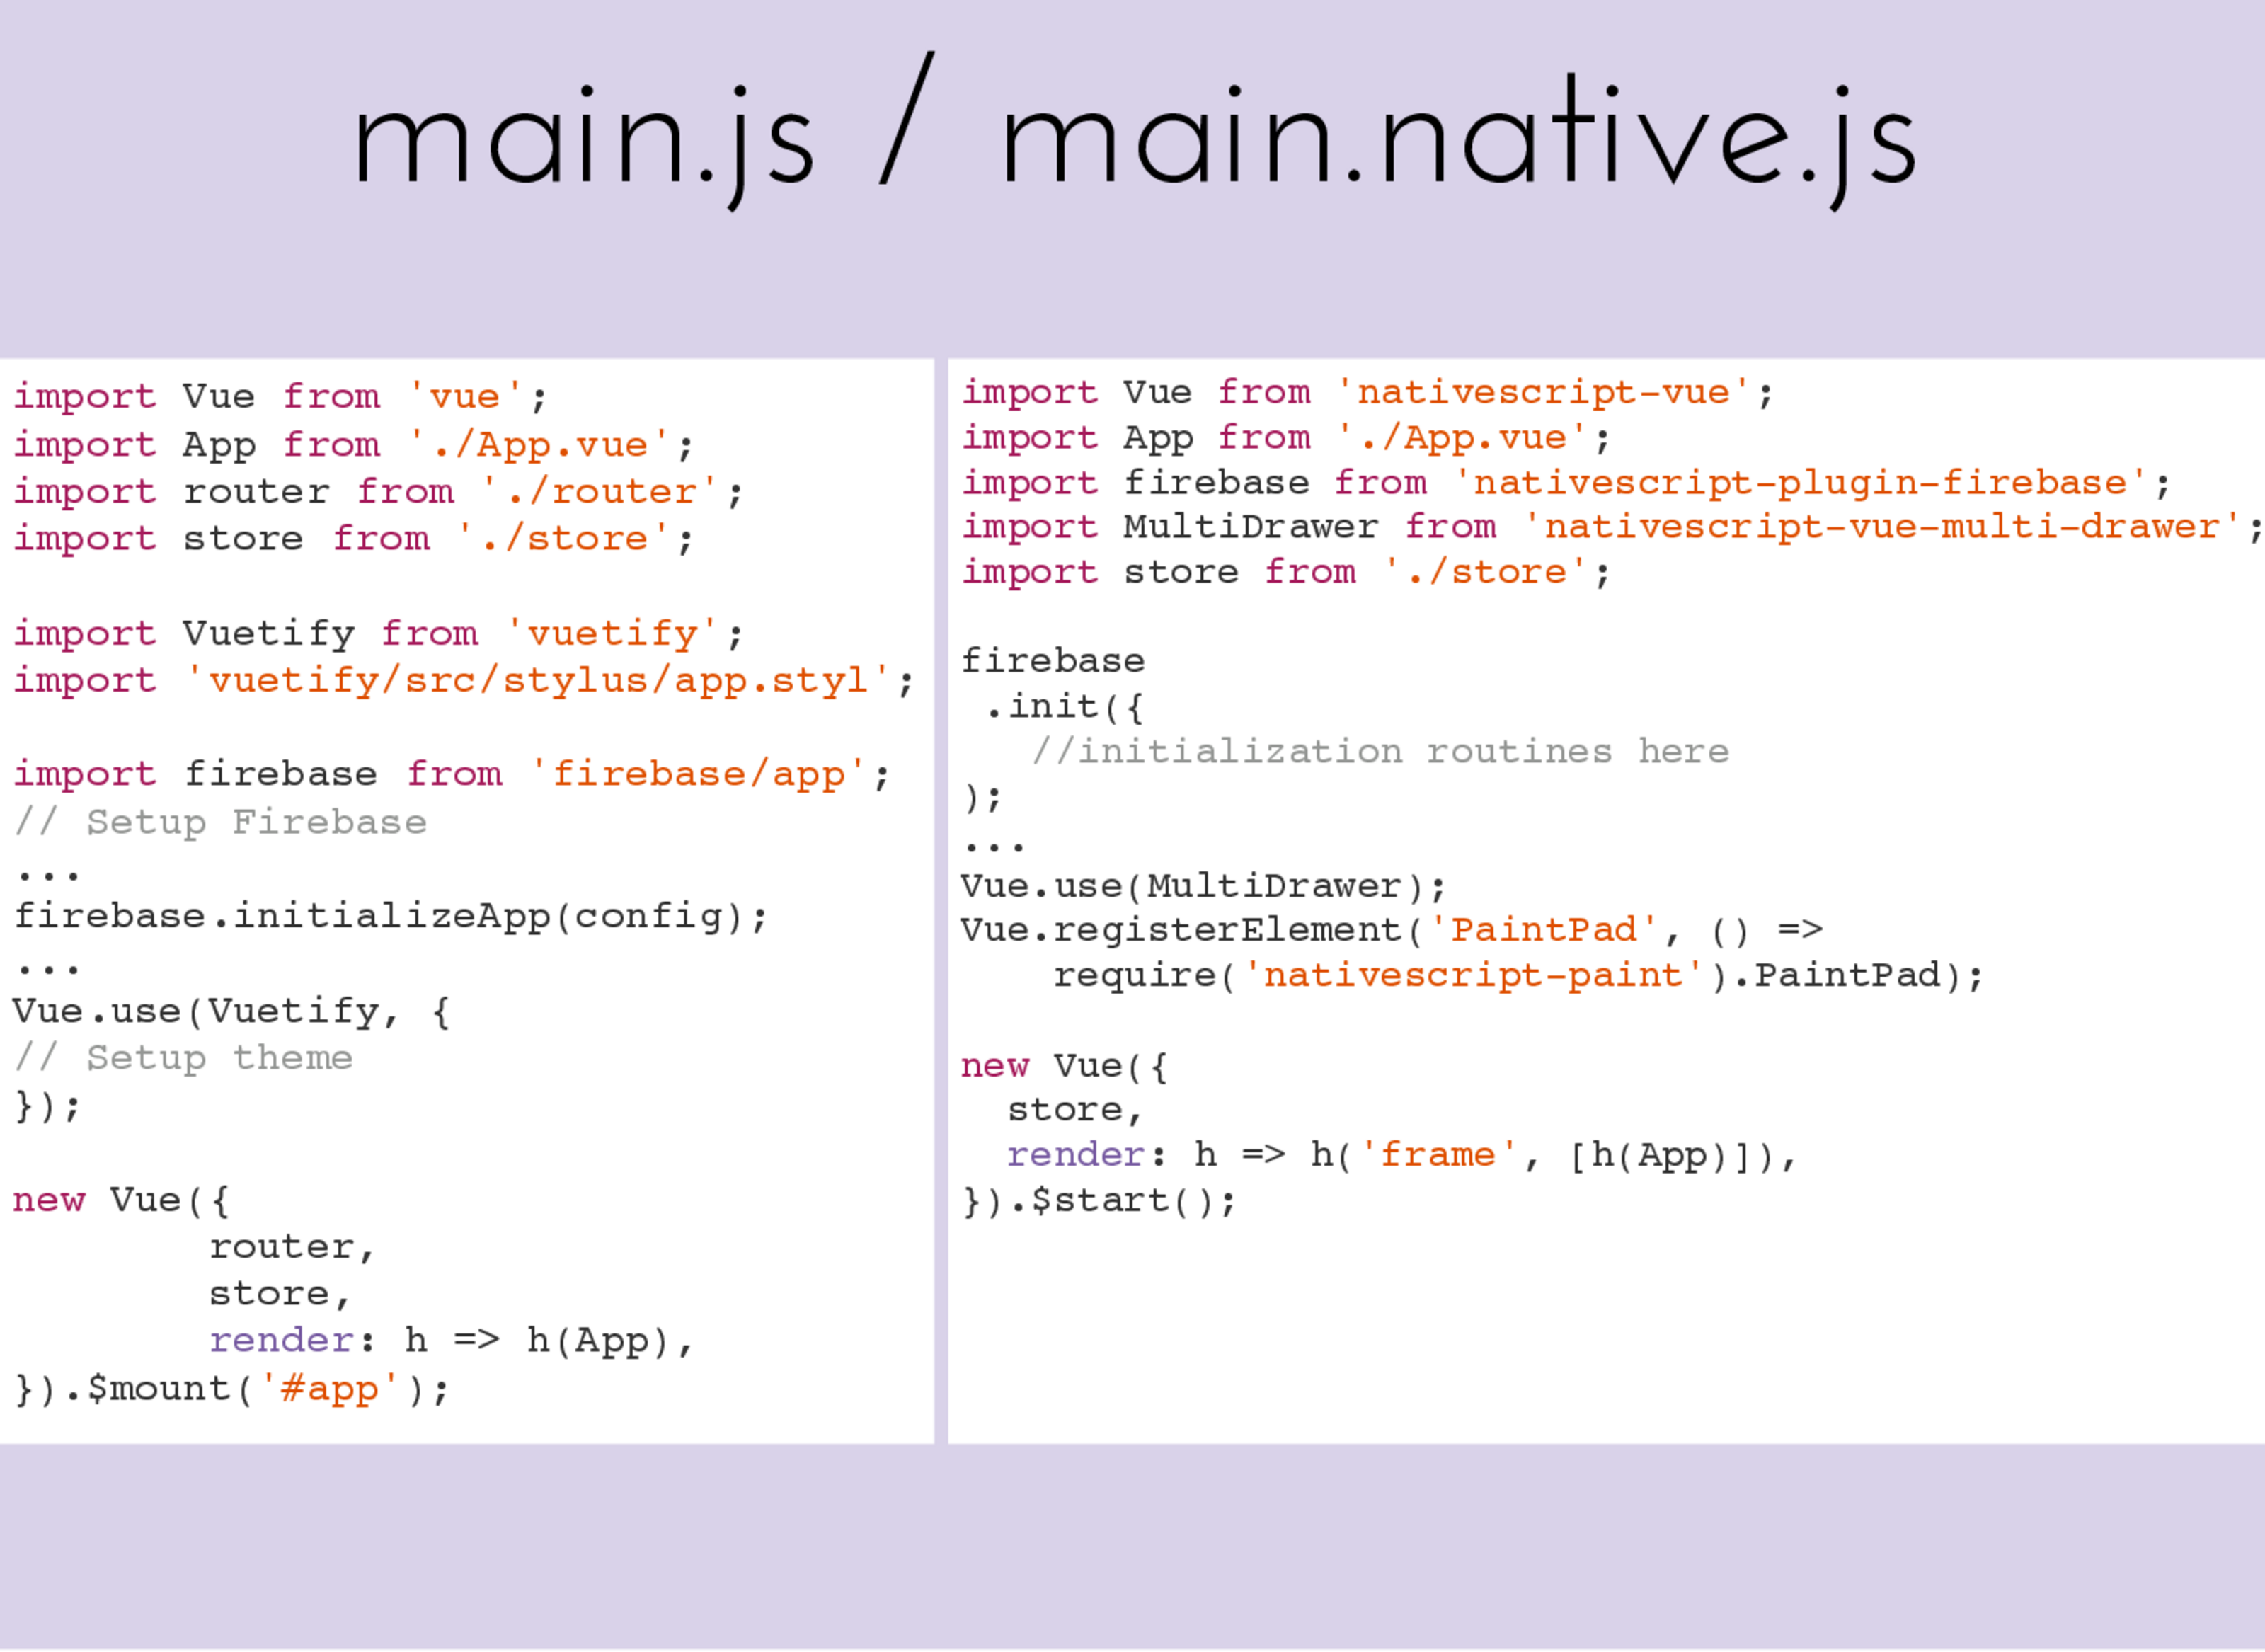 main.js / main.native.js
import Vue from 'vue';
import App from './App.vue';
import router from './router';
import store from './store';

import Vuetify from 'vuetify';
import 'vuetify/src/stylus/app.styl';

import firebase from 'firebase/app';
// Setup Firebase
...
firebase.initializeApp(config);
...
Vue.use(Vuetify, {
// Setup theme
});

new Vue({
        router,
        store,
        render: h => h(App),
}).$mount('#app');
import Vue from 'nativescript-vue';
import App from './App.vue';
import firebase from 'nativescript-plugin-firebase';
import MultiDrawer from 'nativescript-vue-multi-drawer';
import store from './store';

firebase
 .init({
   //initialization routines here
);
...
Vue.use(MultiDrawer);
Vue.registerElement('PaintPad', () =>
    require('nativescript-paint').PaintPad);

new Vue({
  store,
  render: h => h('frame', [h(App)]),
}).$start();